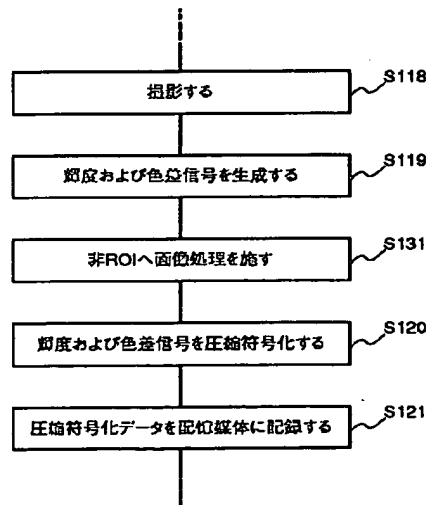 撮影する
S118
輝度および色差信号を生成する
S119
非ROIへ画像処理を施す
S131
輝度および色差信号を圧縮符号化する
S120
圧縮符号化データを記憶媒体に記録する
S121